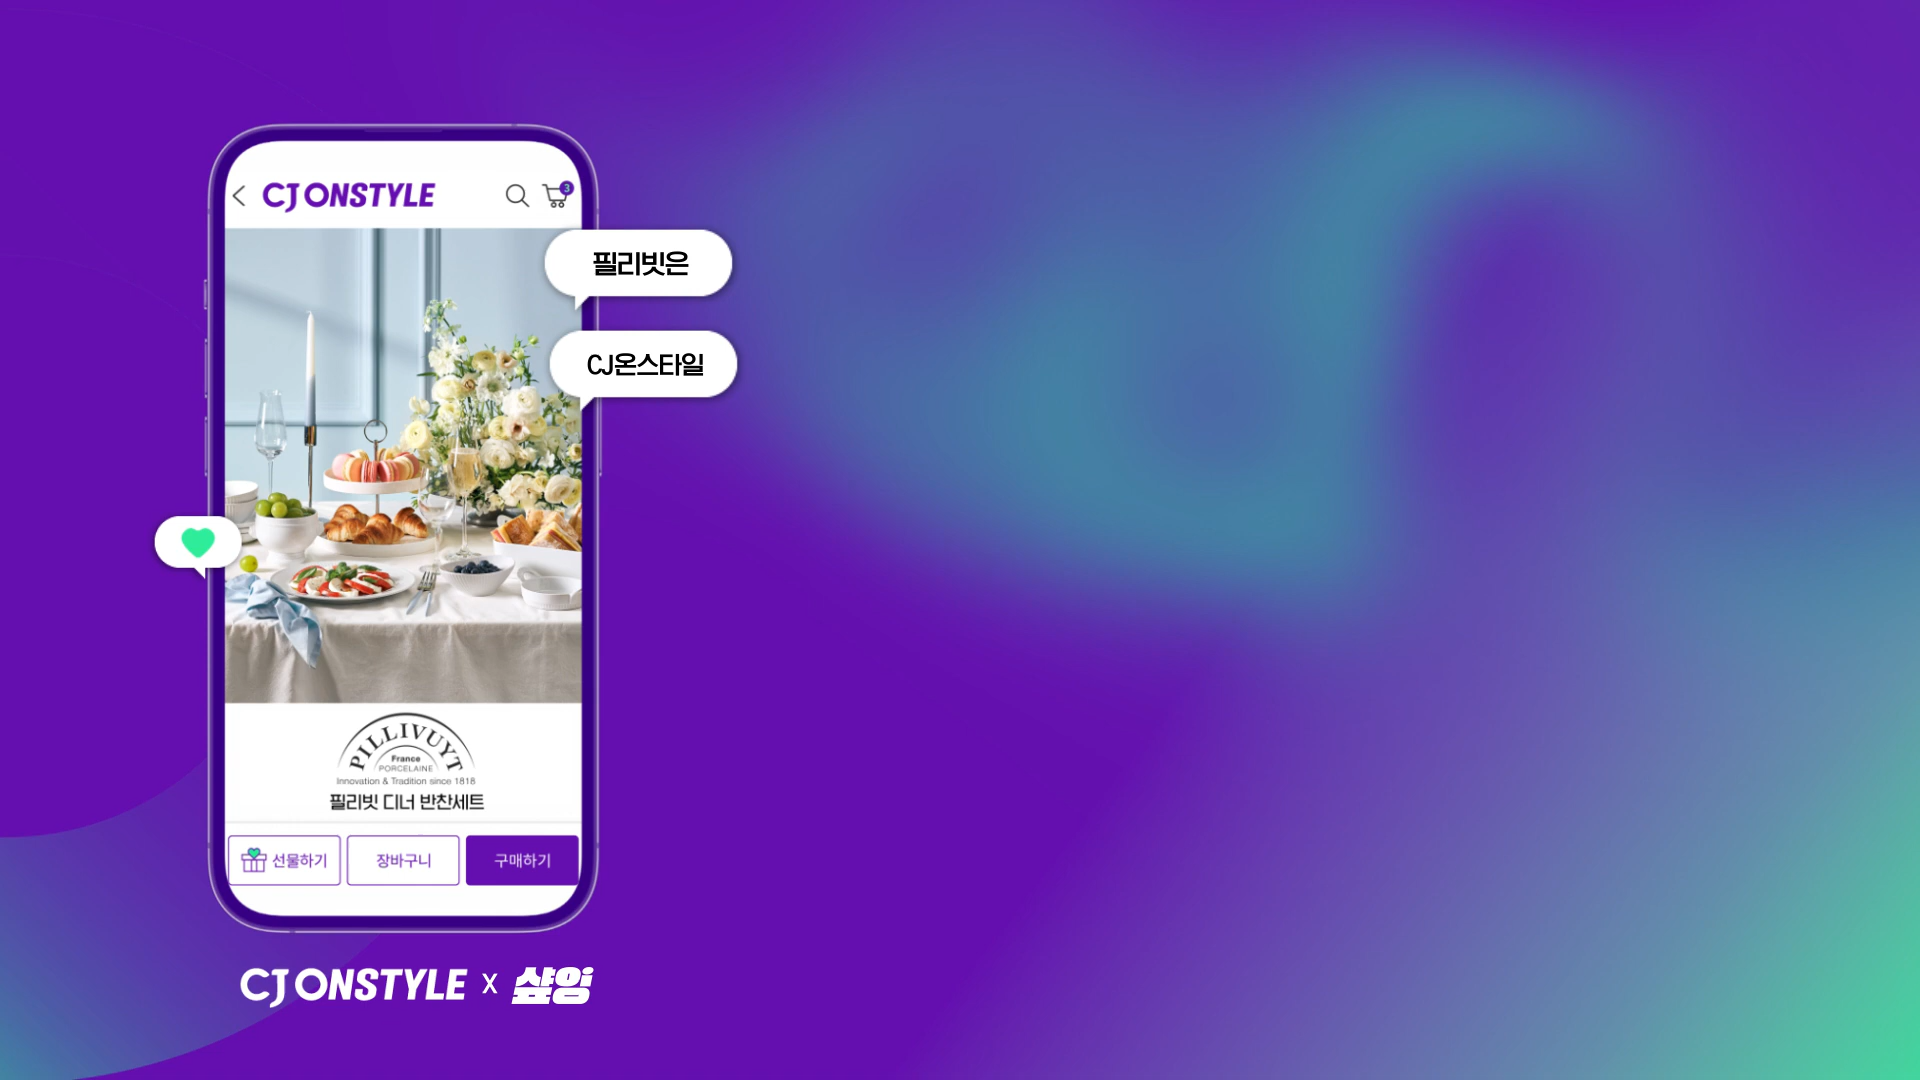 CJ ONSTYLE
3
필리빗은
CJ온스타일
PILLIVUYT
France
PORCELAINE
Innovation & Tradition since 1818
필리빗 디너 반찬세트
선물하기
장바구니
구매하기
CJ ONSTYLE X 샾잉